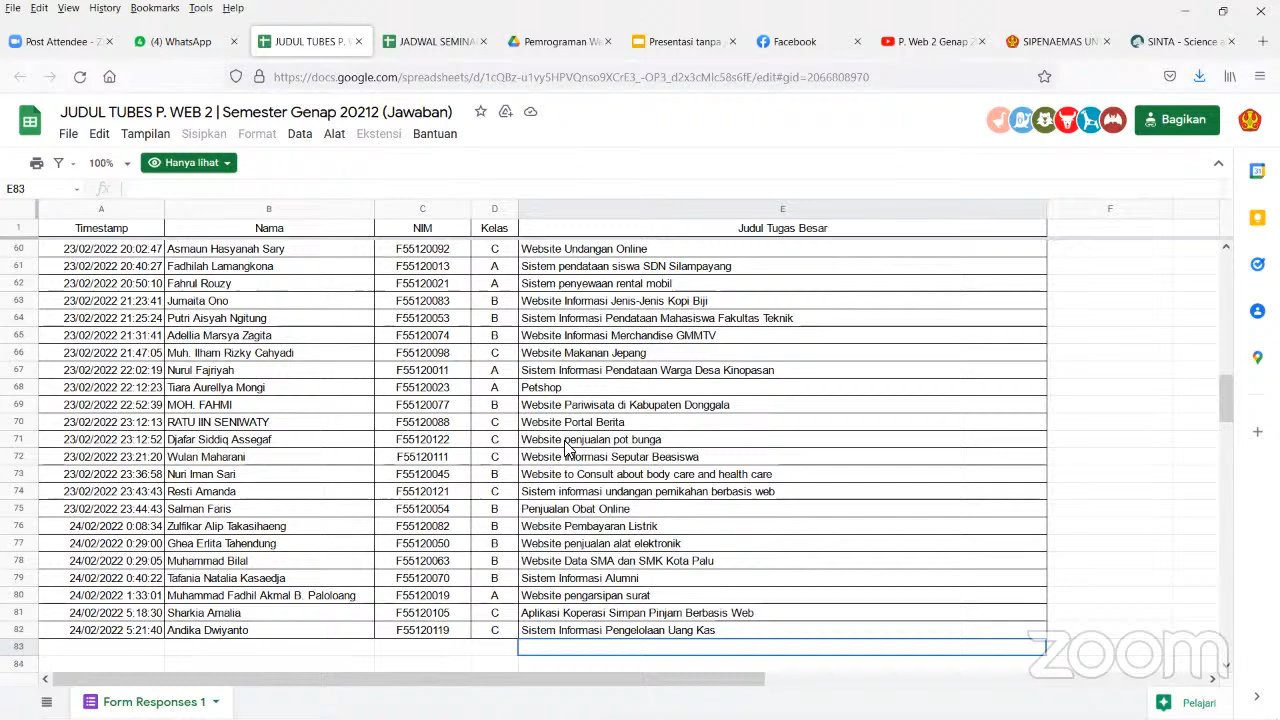 File Edit View History Bookmarks Tools Help
Post Attendee - Z
(4) WhatsApp
JUDUL TUBES P. W
JADWAL SEMINA
Pemrograman We
Presentasi tanpa
Facebook
P. Web 2 Genap 2
SIPENAEMAS UN
SINTA - Science a
https://docs.google.com/spreadsheets/d/1cQBz-u1vy5HPVQnso9XCrE3_-OP3_d2x3cMlc58s6fE/edit#gid=2066808970
JUDUL TUBES P. WEB 2 | Semester Genap 20212 (Jawaban)
File Edit Tampilan Sisipkan Format Data Alat Ekstensi Bantuan
Bagikan
100% Hanya lihat
E83 fx
A B C D E F
1 Timestamp Nama NIM Kelas Judul Tugas Besar
60 23/02/2022 20:02:47 Asmaun Hasyanah Sary F55120092 C Website Undangan Online
61 23/02/2022 20:40:27 Fadhilah Lamangkona F55120013 A Sistem pendataan siswa SDN Silampayang
62 23/02/2022 20:50:10 Fahrul Rouzy F55120021 A Sistem penyewaan rental mobil
63 23/02/2022 21:23:41 Jumaita Ono F55120083 B Website Informasi Jenis-Jenis Kopi Biji
64 23/02/2022 21:25:24 Putri Aisyah Ngitung F55120053 B Sistem Informasi Pendataan Mahasiswa Fakultas Teknik
65 23/02/2022 21:31:41 Adellia Marsya Zagita F55120074 B Website Informasi Merchandise GMMTV
66 23/02/2022 21:47:05 Muh. Ilham Rizky Cahyadi F55120098 C Website Makanan Jepang
67 23/02/2022 22:02:19 Nurul Fajriyah F55120011 A Sistem Informasi Pendataan Warga Desa Kinopasan
68 23/02/2022 22:12:23 Tiara Aurellya Mongi F55120023 A Petshop
69 23/02/2022 22:52:39 MOH. FAHMI F55120077 B Website Pariwisata di Kabupaten Donggala
70 23/02/2022 23:12:13 RATU IIN SENIWATY F55120088 C Website Portal Berita
71 23/02/2022 23:12:52 Djafar Siddiq Assegaf F55120122 C Website penjualan pot bunga
72 23/02/2022 23:21:20 Wulan Maharani F55120111 C Website Informasi Seputar Beasiswa
73 23/02/2022 23:36:58 Nuri Iman Sari F55120045 B Website to Consult about body care and health care
74 23/02/2022 23:43:43 Resti Amanda F55120121 C Sistem informasi undangan pernikahan berbasis web
75 23/02/2022 23:44:43 Salman Faris F55120054 B Penjualan Obat Online
76 24/02/2022 0:08:34 Zulfikar Alip Takasihaeng F55120082 B Website Pembayaran Listrik
77 24/02/2022 0:29:00 Ghea Erlita Tahendung F55120050 B Website penjualan alat elektronik
78 24/02/2022 0:29:05 Muhammad Bilal F55120063 B Website Data SMA dan SMK Kota Palu
79 24/02/2022 0:40:22 Tafania Natalia Kasaedja F55120070 B Sistem Informasi Alumni
80 24/02/2022 1:33:01 Muhammad Fadhil Akmal B. Paloloang F55120019 A Website pengarsipan surat
81 24/02/2022 5:18:30 Sharkia Amalia F55120105 C Aplikasi Koperasi Simpan Pinjam Berbasis Web
82 24/02/2022 5:21:40 Andika Dwiyanto F55120119 C Sistem Informasi Pengelolaan Uang Kas
83
84
zoom
Form Responses 1
Pelajari